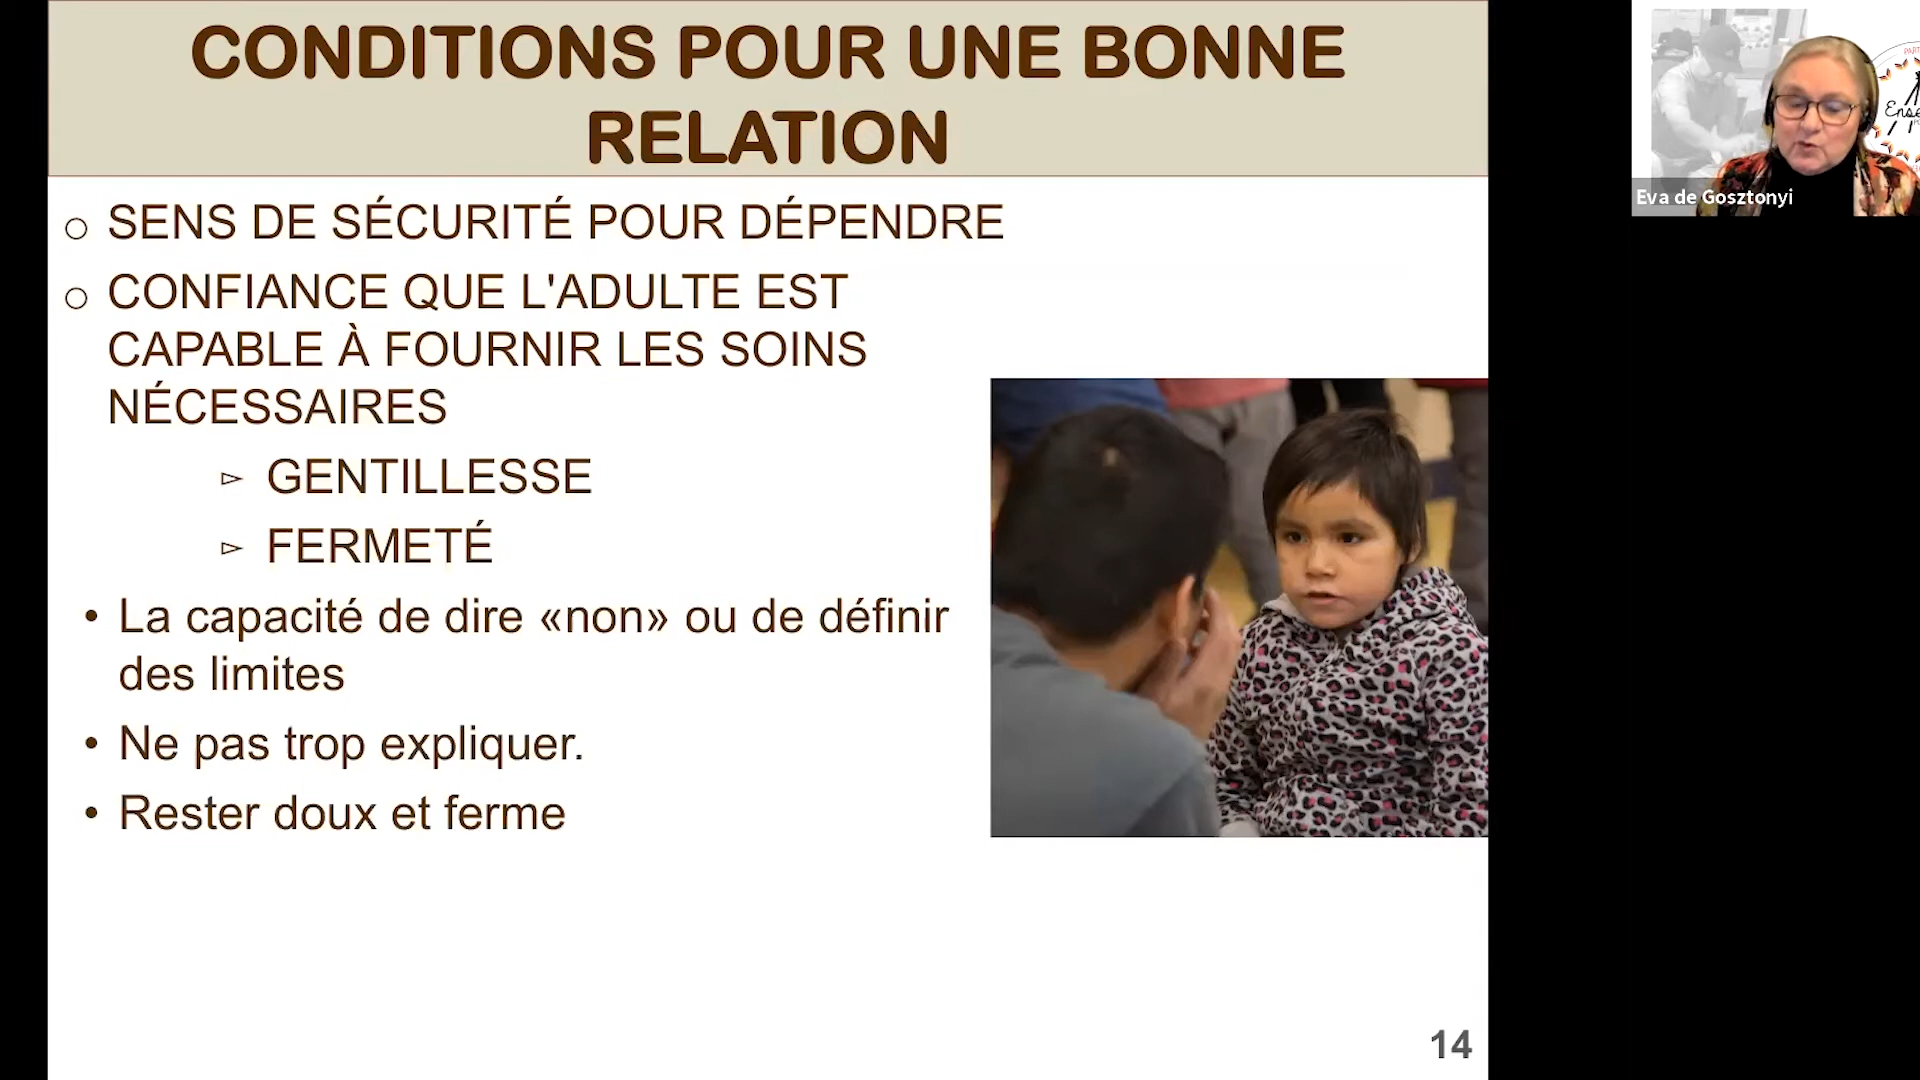 CONDITIONS POUR UNE BONNE
RELATION
SENS DE SÉCURITÉ POUR DÉPENDRE
CONFIANCE QUE L'ADULTE EST
CAPABLE À FOURNIR LES SOINS
NÉCESSAIRES
GENTILLESSE
FERMETÉ
La capacité de dire «non» ou de définir
des limites
Ne pas trop expliquer.
Rester doux et ferme
14
Eva de Gosztonyi